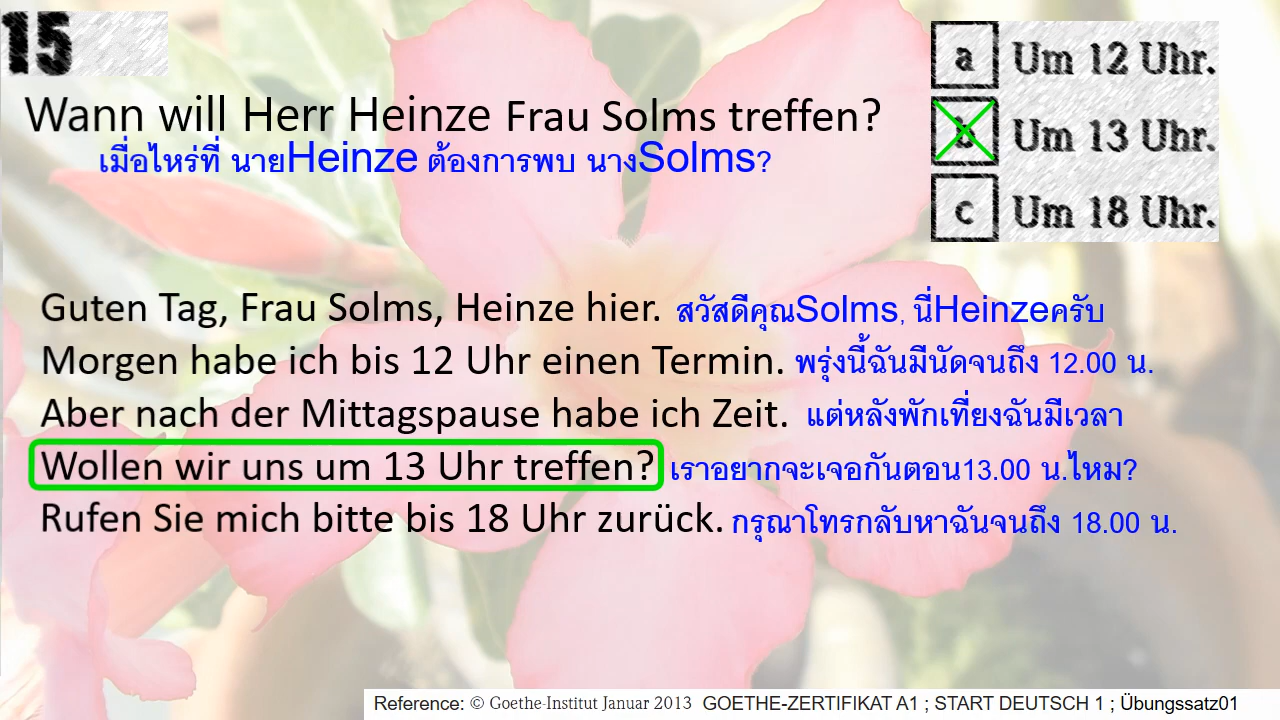 15
Wann will Herr Heinze Frau Solms treffen?
เมื่อไหร่ที่ นายHeinze ต้องการพบ นางSolms?
a Um 12 Uhr.
b Um 13 Uhr.
c Um 18 Uhr.
Guten Tag, Frau Solms, Heinze hier. สวัสดีคุณSolms, นี่Heinzeครับ
Morgen habe ich bis 12 Uhr einen Termin. พรุ่งนี้ฉันมีนัดจนถึง 12.00 น.
Aber nach der Mittagspause habe ich Zeit. แต่หลังพักเที่ยงฉันมีเวลา
Wollen wir uns um 13 Uhr treffen? เราอยากจะเจอกันตอน13.00 น.ไหม?
Rufen Sie mich bitte bis 18 Uhr zurück. กรุณาโทรกลับหาฉันจนถึง 18.00 น.
Reference: © Goethe-Institut Januar 2013 GOETHE-ZERTIFIKAT A1 ; START DEUTSCH 1 ; Übungssatz01